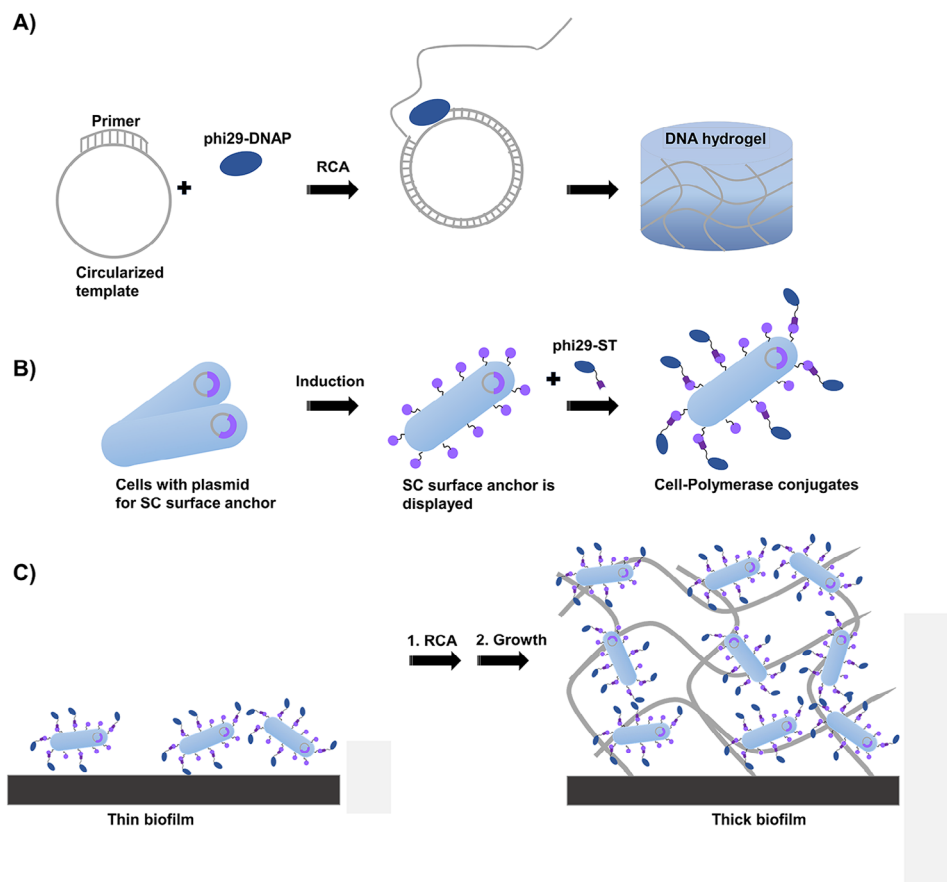 A)
Primer
phi29-DNAP
RCA
DNA hydrogel
Circularized
template
B)
Induction
phi29-ST
Cells with plasmid
for SC surface anchor
SC surface anchor is
displayed
Cell-Polymerase conjugates
C)
1. RCA
2. Growth
Thin biofilm
Thick biofilm